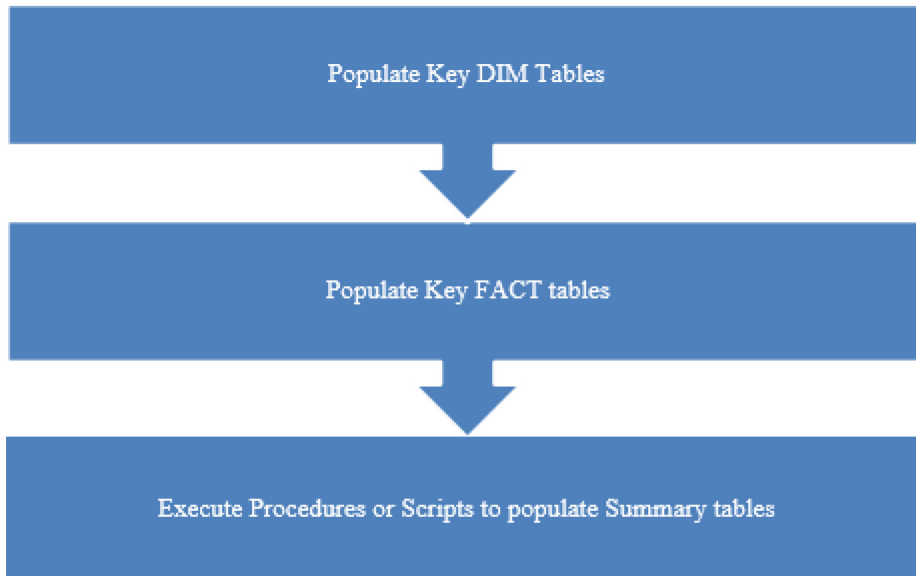 Populate Key DIM Tables
Populate Key FACT tables
Execute Procedures or Scripts to populate Summary tables